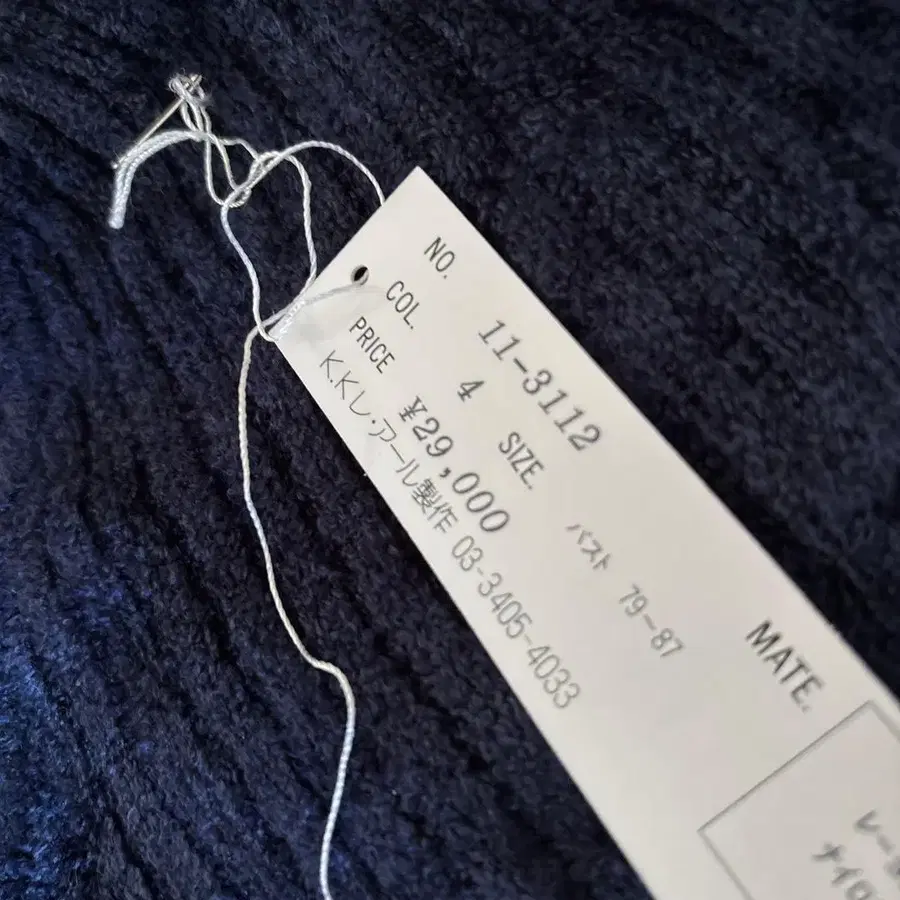 NO. 11-3112
COL. 4 SIZE. バスト 79-87
PRICE ¥29,000
K.Kレ・アール製作 03-3405-4033
MATE.